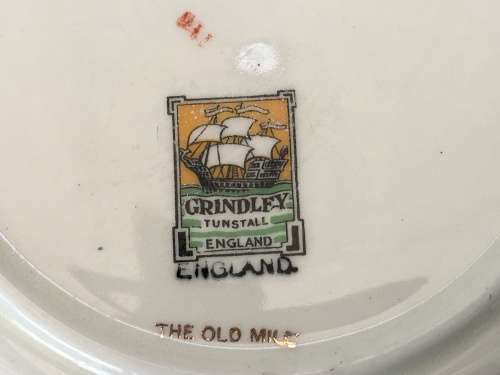 GRINDLEY
TUNSTALL
ENGLAND
ENGLAND.
THE OLD MILL